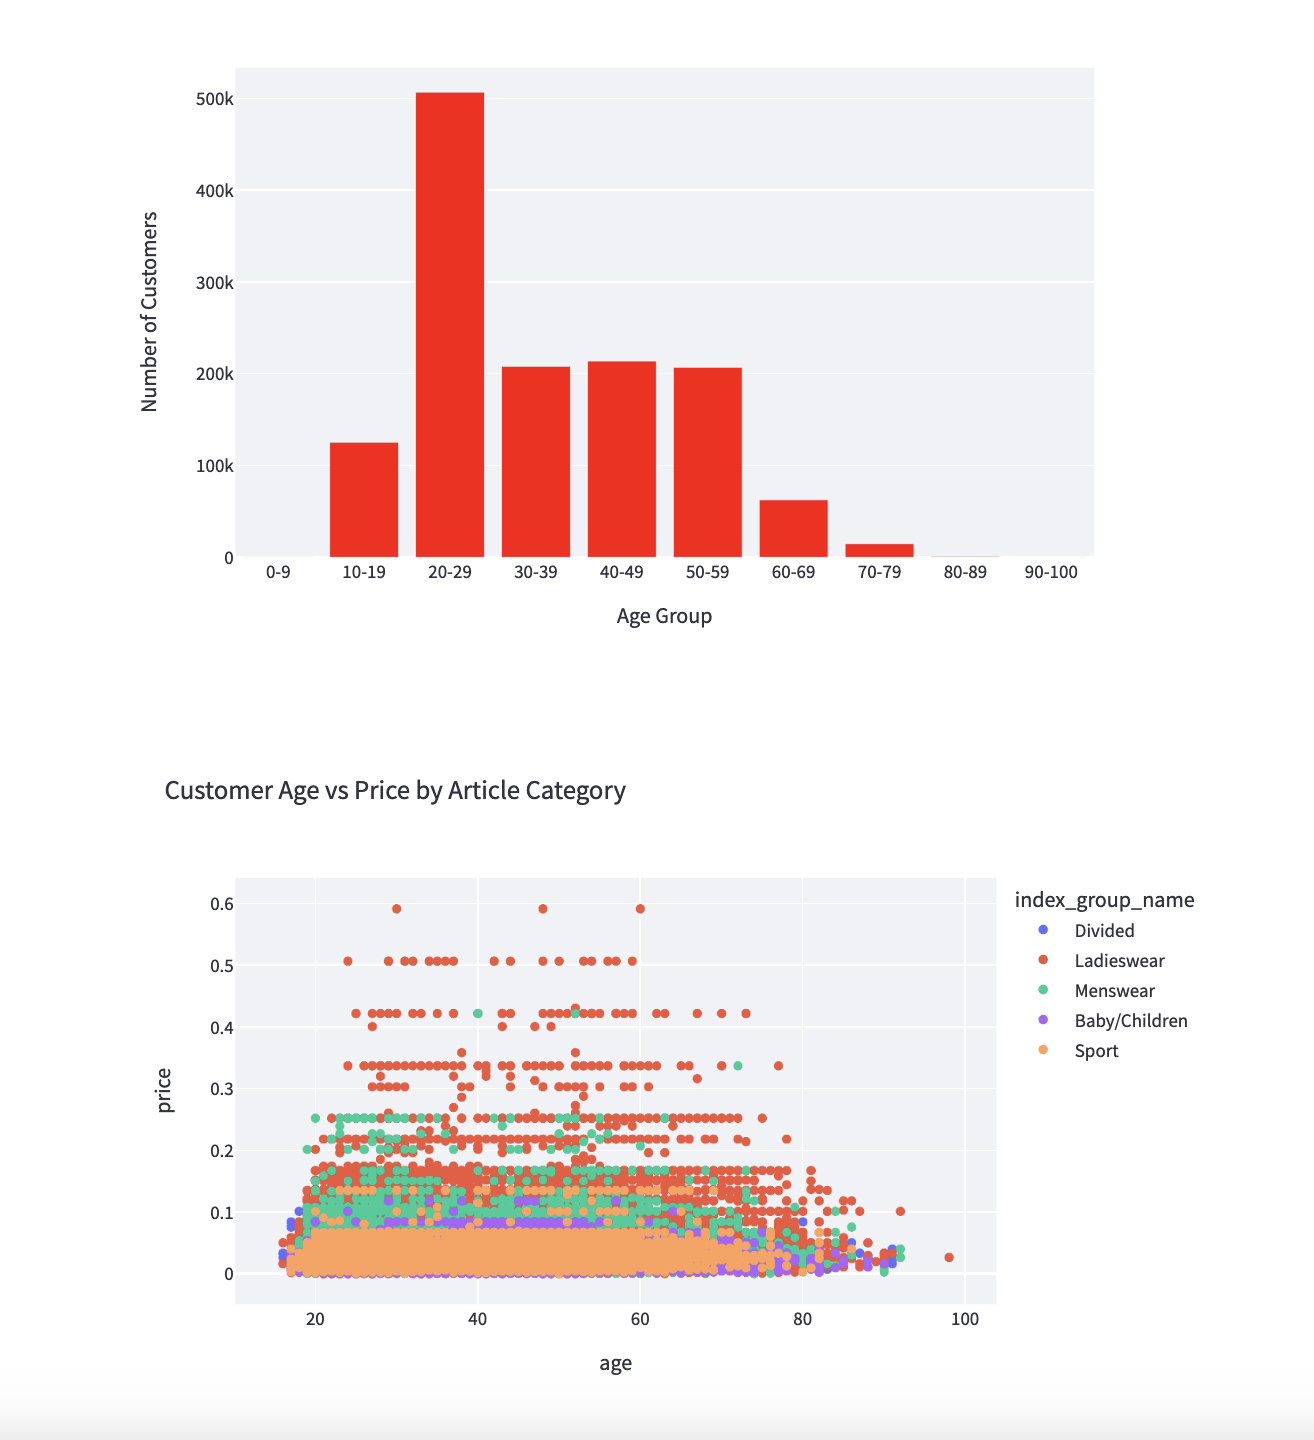 500k
400k
300k
200k
100k
0
Number of Customers
0-9 10-19 20-29 30-39 40-49 50-59 60-69 70-79 80-89 90-100
Age Group
Customer Age vs Price by Article Category
0.6
0.5
0.4
0.3
0.2
0.1
0
price
20 40 60 80 100
age
index_group_name
Divided
Ladieswear
Menswear
Baby/Children
Sport